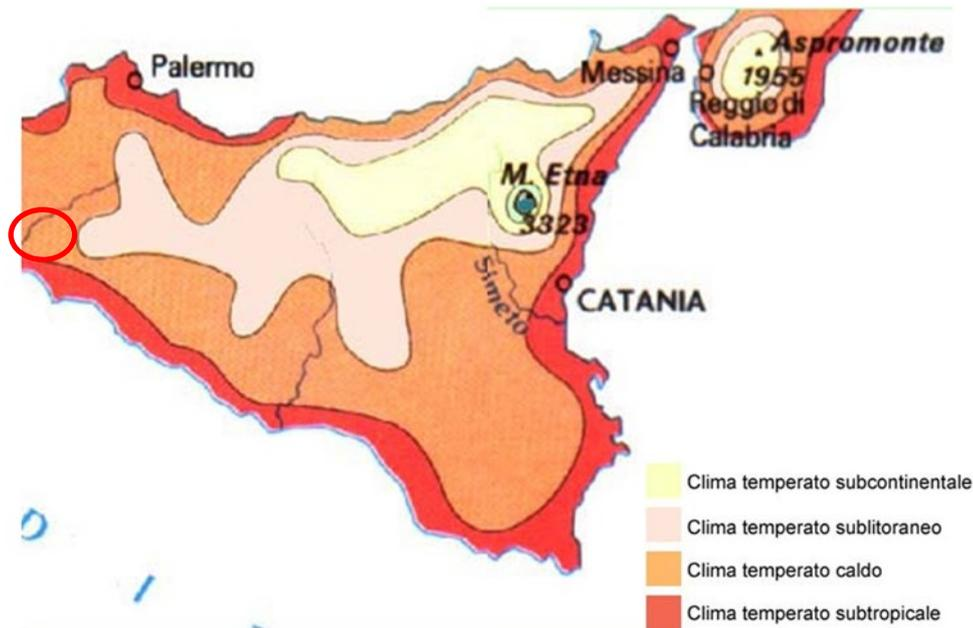 Palermo
Messina
Aspromonte
1955
Reggio di
Calabria
M. Etna
3323
Simeto
CATANIA
D
I
Clima temperato subcontinentale
Clima temperato sublitoraneo
Clima temperato caldo
Clima temperato subtropicale